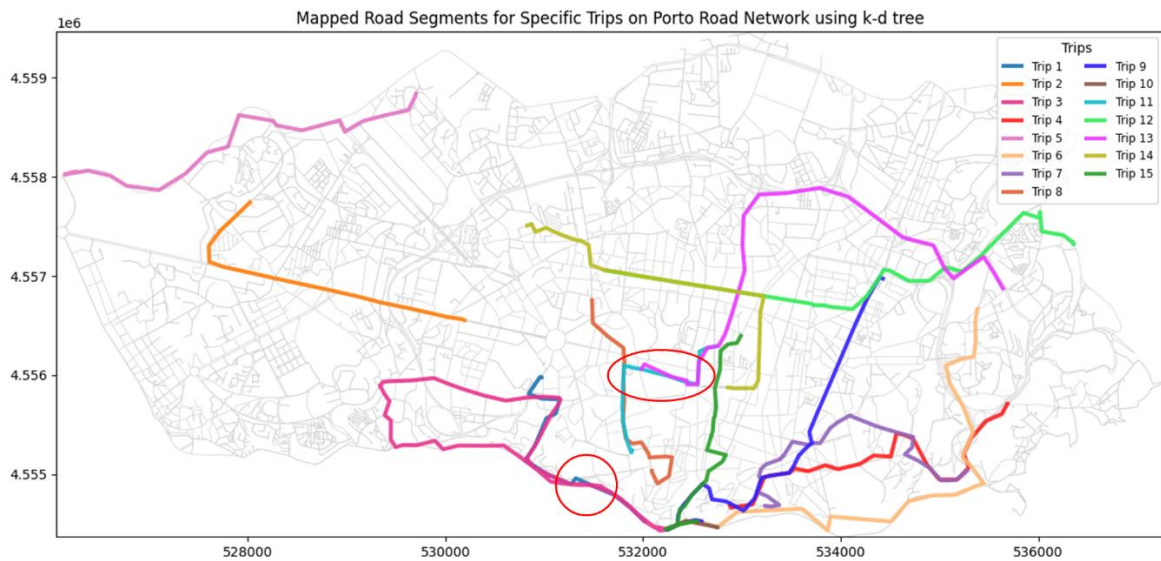 Mapped Road Segments for Specific Trips on Porto Road Network using k-d tree
1e6
4.559
4.558
4.557
4.556
4.555
528000
530000
532000
534000
536000
Trips
Trip 1
Trip 2
Trip 3
Trip 4
Trip 5
Trip 6
Trip 7
Trip 8
Trip 9
Trip 10
Trip 11
Trip 12
Trip 13
Trip 14
Trip 15